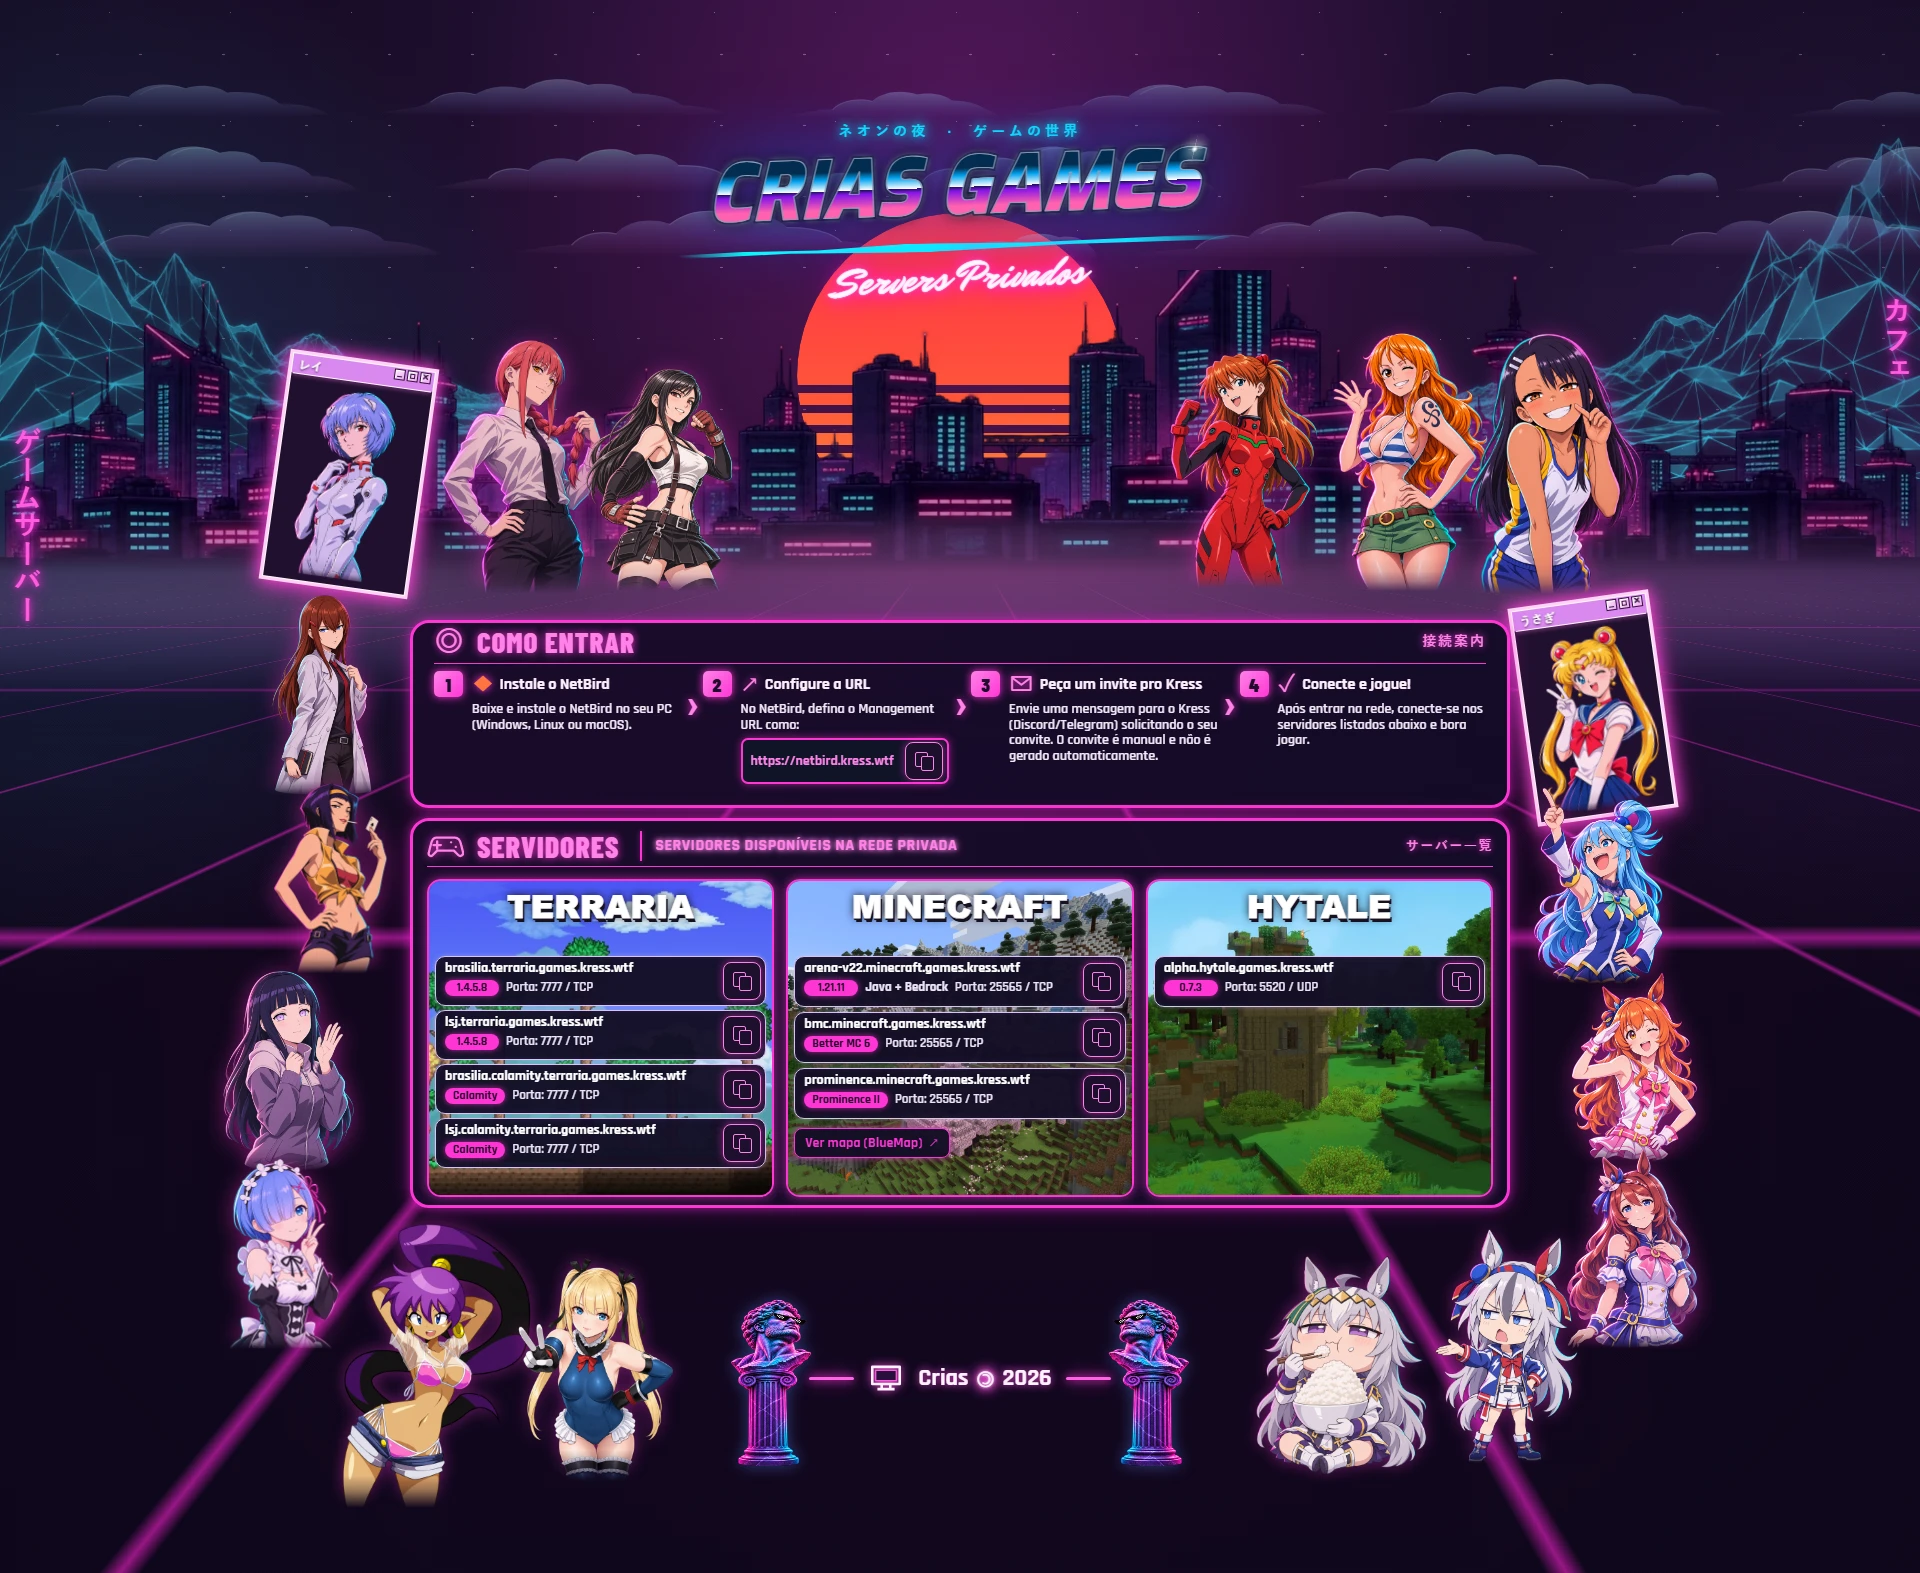 ネオンの夜 · ゲームの世界
CRIAS GAMES
Servers Privados
カフェ
レイ
ゲームサーバー
うさぎ
COMO ENTRAR
接続案内
1 Instale o NetBird
Baixe e instale o NetBird no seu PC
(Windows, Linux ou macOS).
2 Configure a URL
No NetBird, defina o Management
URL como:
https://netbird.kress.wtf
3 Peça um invite pro Kress
Envie uma mensagem para o Kress
(Discord/Telegram) solicitando o seu
convite. O convite é manual e não é
gerado automaticamente.
4 Conecte e jogue!
Após entrar na rede, conecte-se nos
servidores listados abaixo e bora
jogar.
SERVIDORES
SERVIDORES DISPONÍVEIS NA REDE PRIVADA
サーバー一覧
TERRARIA
brasilia.terraria.games.kress.wtf
1.4.5.8 Porta: 7777 / TCP
lsj.terraria.games.kress.wtf
1.4.5.8 Porta: 7777 / TCP
brasilia.calamity.terraria.games.kress.wtf
Calamity Porta: 7777 / TCP
lsj.calamity.terraria.games.kress.wtf
Calamity Porta: 7777 / TCP
MINECRAFT
arena-v22.minecraft.games.kress.wtf
1.21.11 Java + Bedrock Porta: 25565 / TCP
bmc.minecraft.games.kress.wtf
Better MC 6 Porta: 25565 / TCP
prominence.minecraft.games.kress.wtf
Prominence II Porta: 25565 / TCP
Ver mapa (BlueMap) ↗
HYTALE
alpha.hytale.games.kress.wtf
0.7.3 Porta: 5520 / UDP
Crias 2026